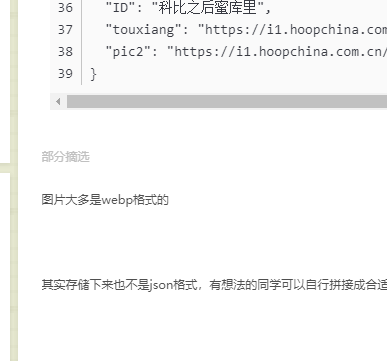 36 "ID": "科比之后蜜库里",
37 "touxiang": "https://i1.hoopchina.com
38 "pic2": "https://i1.hoopchina.com.cn/
39 }
部分摘选
图片大多是webp格式的
其实存储下来也不是json格式，有想法的同学可以自行拼接成合适